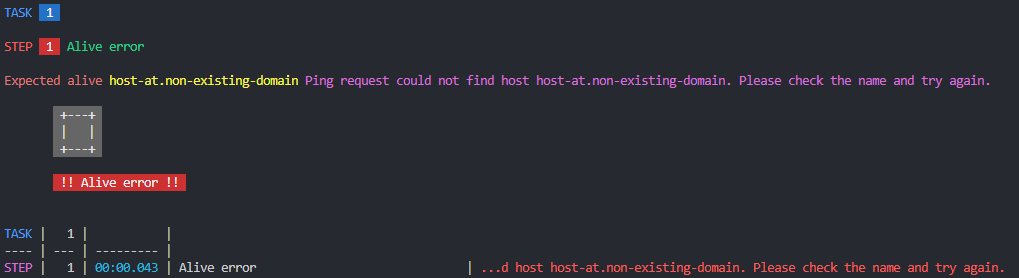 TASK 1
STEP 1 Alive error
Expected alive host-at.non-existing-domain Ping request could not find host host-at.non-existing-domain. Please check the name and try again.
+---+
|   |
+---+
!! Alive error !!
TASK |   1 |           |
---- | --- | --------- |
STEP |   1 | 00:00.043 | Alive error                            | ...d host host-at.non-existing-domain. Please check the name and try again.